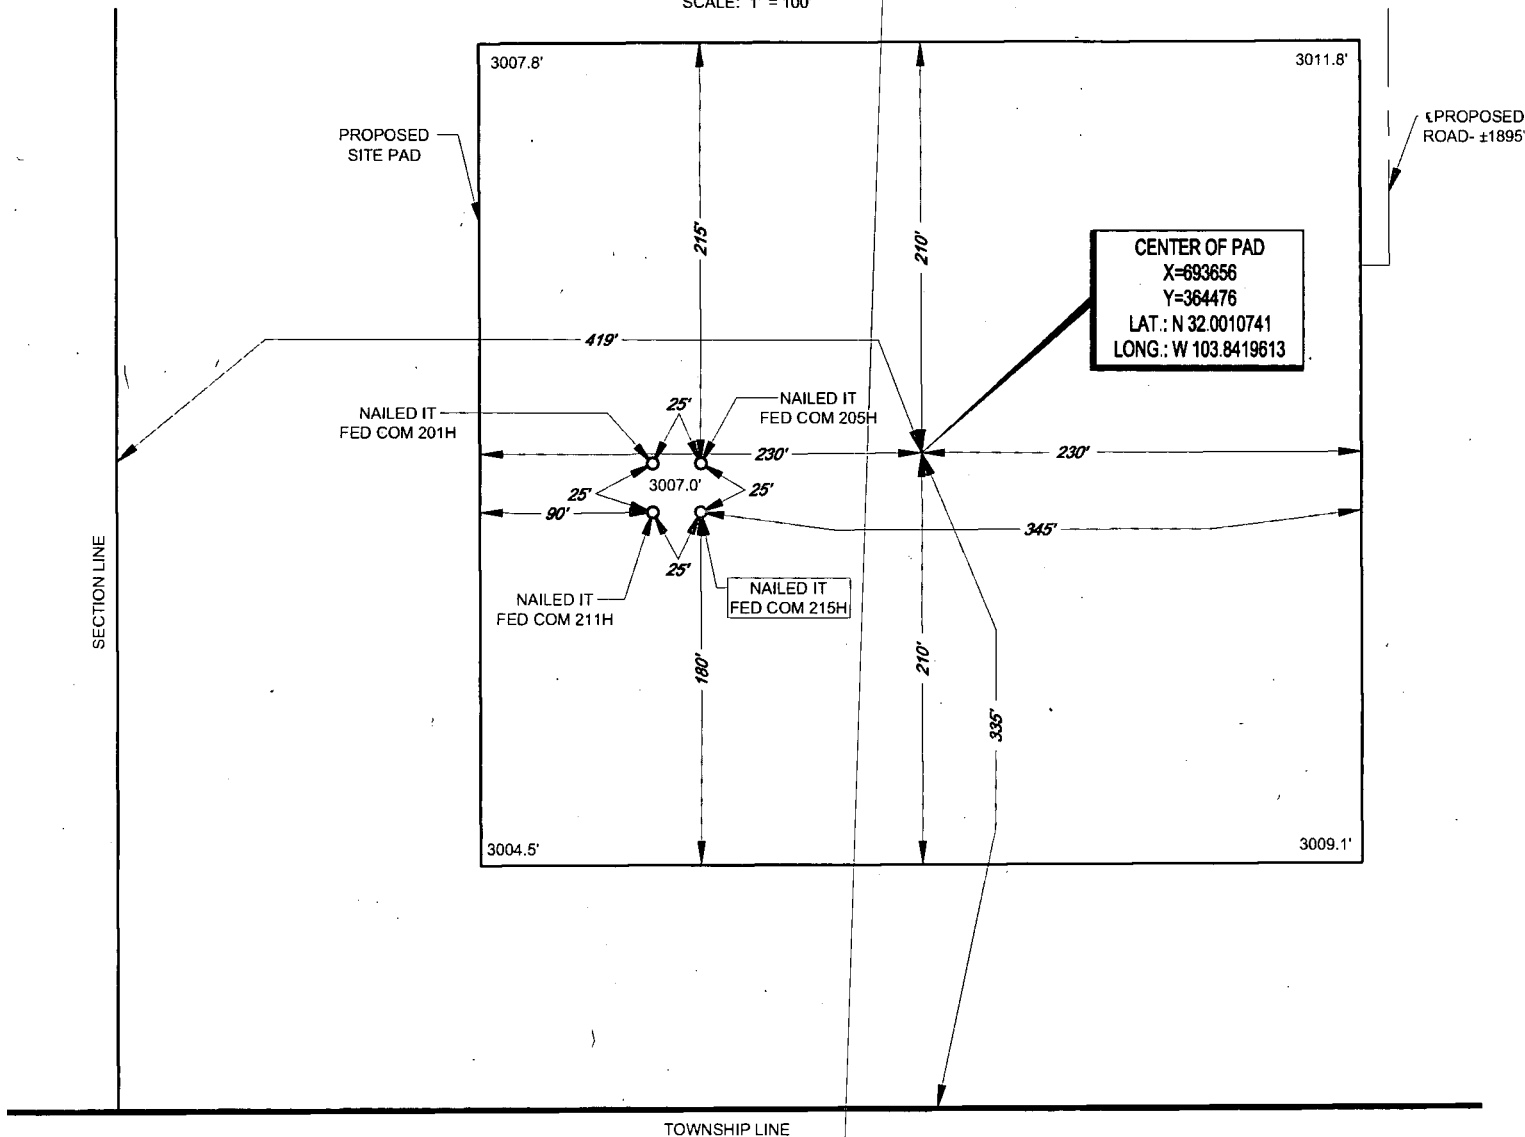 SCALE: 1" = 100'
3007.8'
3011.8'
PROPOSED
SITE PAD
PROPOSED
ROAD- ±1895'
215'
210'
CENTER OF PAD
X=693656
Y=364476
LAT.: N 32.0010741
LONG.: W 103.8419613
419'
NAILED IT
FED COM 201H
25'
NAILED IT
FED COM 205H
230'
230'
3007.0'
25'
25'
90'
345'
25'
NAILED IT
FED COM 211H
NAILED IT
FED COM 215H
SECTION LINE
180'
210'
335'
3004.5'
3009.1'
TOWNSHIP LINE